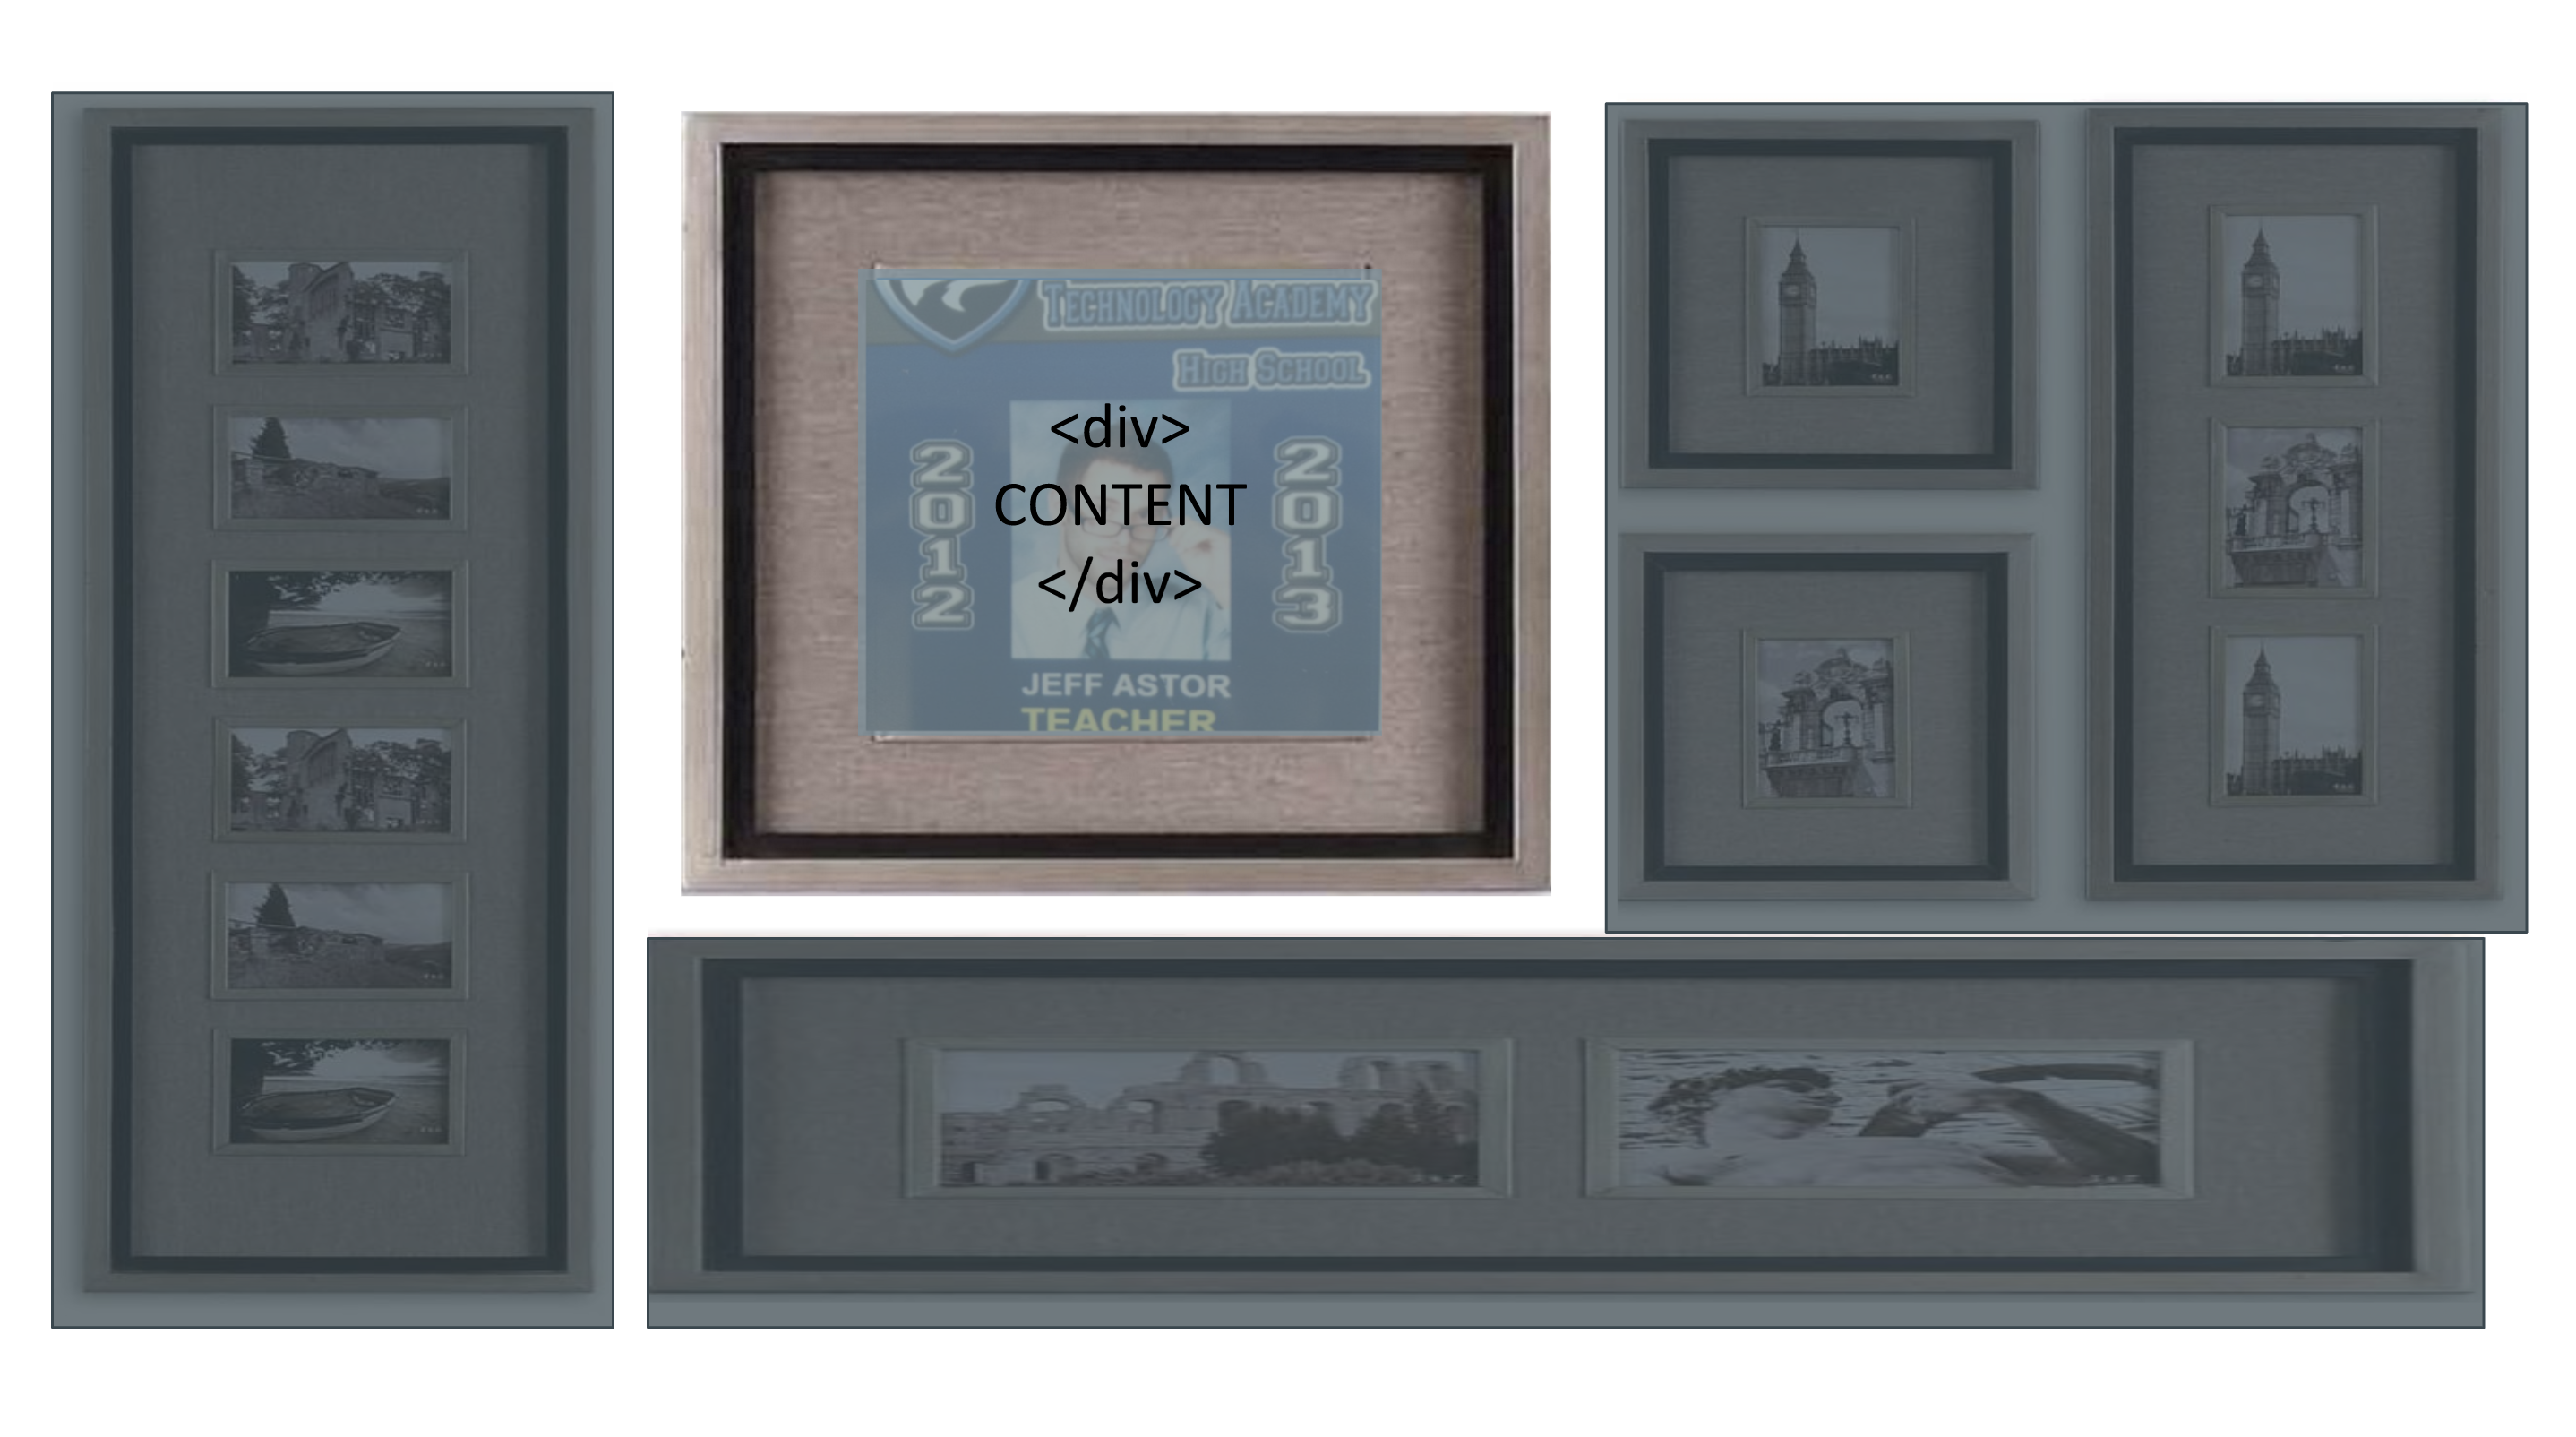 TECHNOLOGY ACADEMY
HIGH SCHOOL
<div>
CONTENT
</div>
2012
2013
JEFF ASTOR
TEACHER